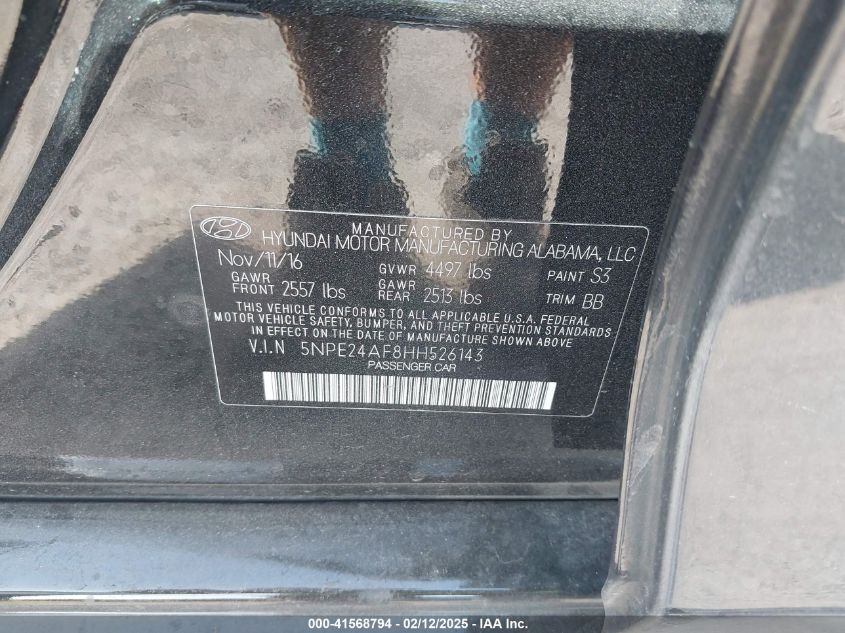 MANUFACTURED BY
HYUNDAI MOTOR MANUFACTURING ALABAMA, LLC
Nov/11/16 GVWR 4497 lbs PAINT S3
GAWR FRONT 2557 lbs GAWR REAR 2513 lbs TRIM BB
THIS VEHICLE CONFORMS TO ALL APPLICABLE U.S.A. FEDERAL
MOTOR VEHICLE SAFETY, BUMPER, AND THEFT PREVENTION STANDARDS
IN EFFECT ON THE DATE OF MANUFACTURE SHOWN ABOVE
V.I.N 5NPE24AF8HH526143
PASSENGER CAR
000-41568794 -- 02/12/2025 -- IAA Inc.